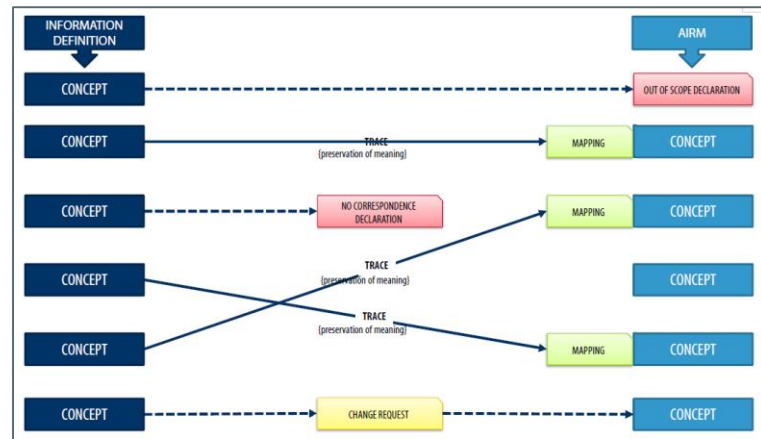 INFORMATION
DEFINITION
AIRM
CONCEPT
OUT OF SCOPE DECLARATION
CONCEPT
TRACE
(preservation of meaning)
MAPPING
CONCEPT
CONCEPT
NO CORRESPONDENCE
DECLARATION
MAPPING
CONCEPT
CONCEPT
TRACE
(preservation of meaning)
CONCEPT
CONCEPT
TRACE
(preservation of meaning)
MAPPING
CONCEPT
CONCEPT
CHANGE REQUEST
CONCEPT